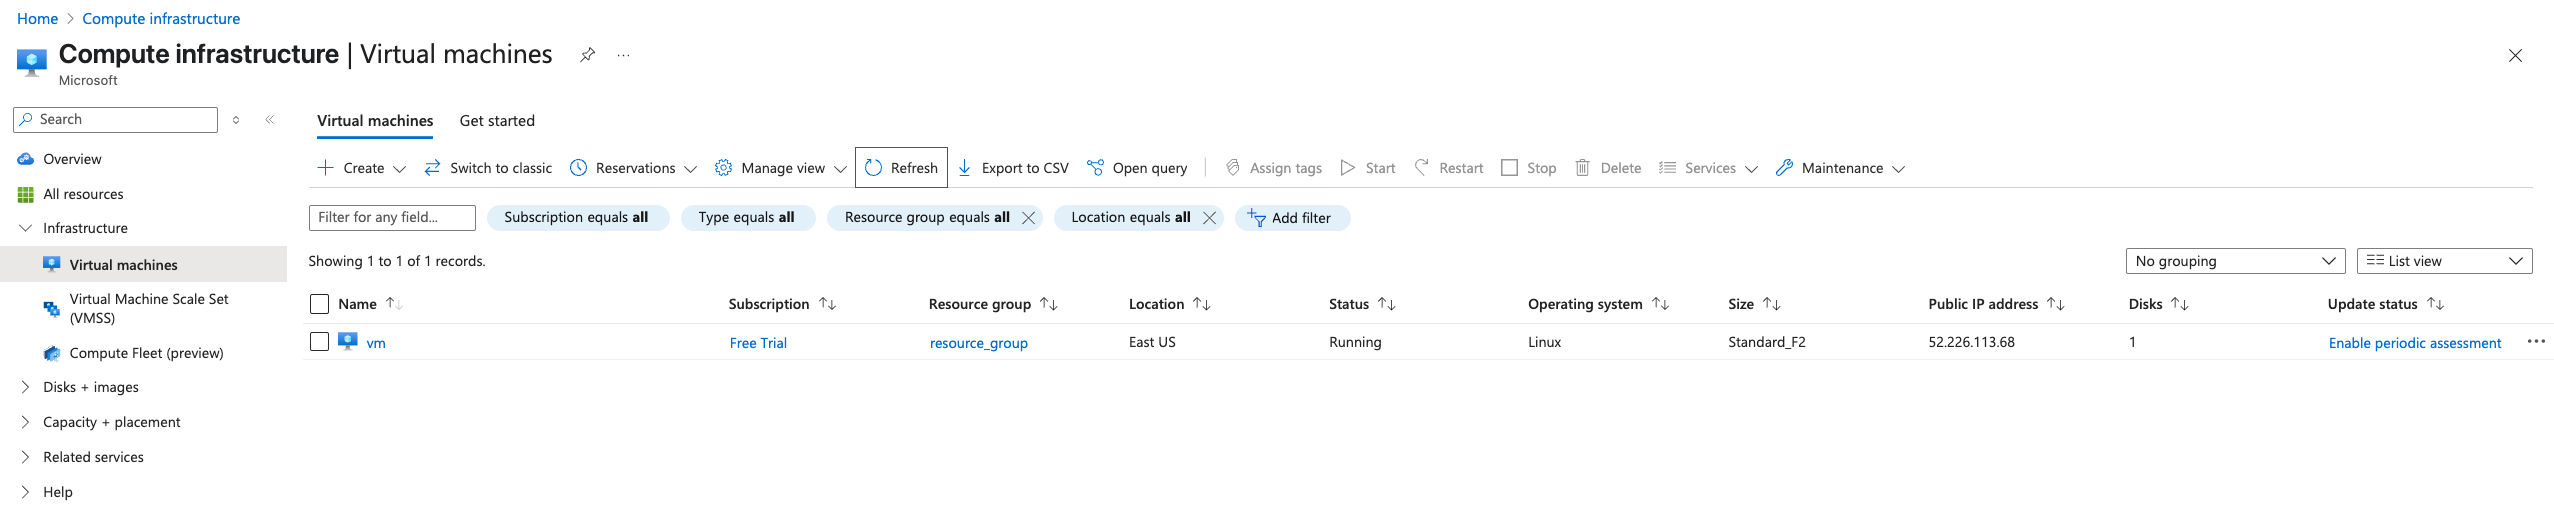 Home > Compute infrastructure
Compute infrastructure | Virtual machines
Microsoft
Search
Overview
All resources
Infrastructure
Virtual machines
Virtual Machine Scale Set
(VMSS)
Compute Fleet (preview)
Disks + images
Capacity + placement
Related services
Help
Virtual machines Get started
Create Switch to classic Reservations Manage view Refresh Export to CSV Open query Assign tags Start Restart Stop Delete Services Maintenance
Filter for any field... Subscription equals all Type equals all Resource group equals all Location equals all Add filter
Showing 1 to 1 of 1 records. No grouping List view
Name Subscription Resource group Location Status Operating system Size Public IP address Disks Update status
vm Free Trial resource_group East US Running Linux Standard_F2 52.226.113.68 1 Enable periodic assessment